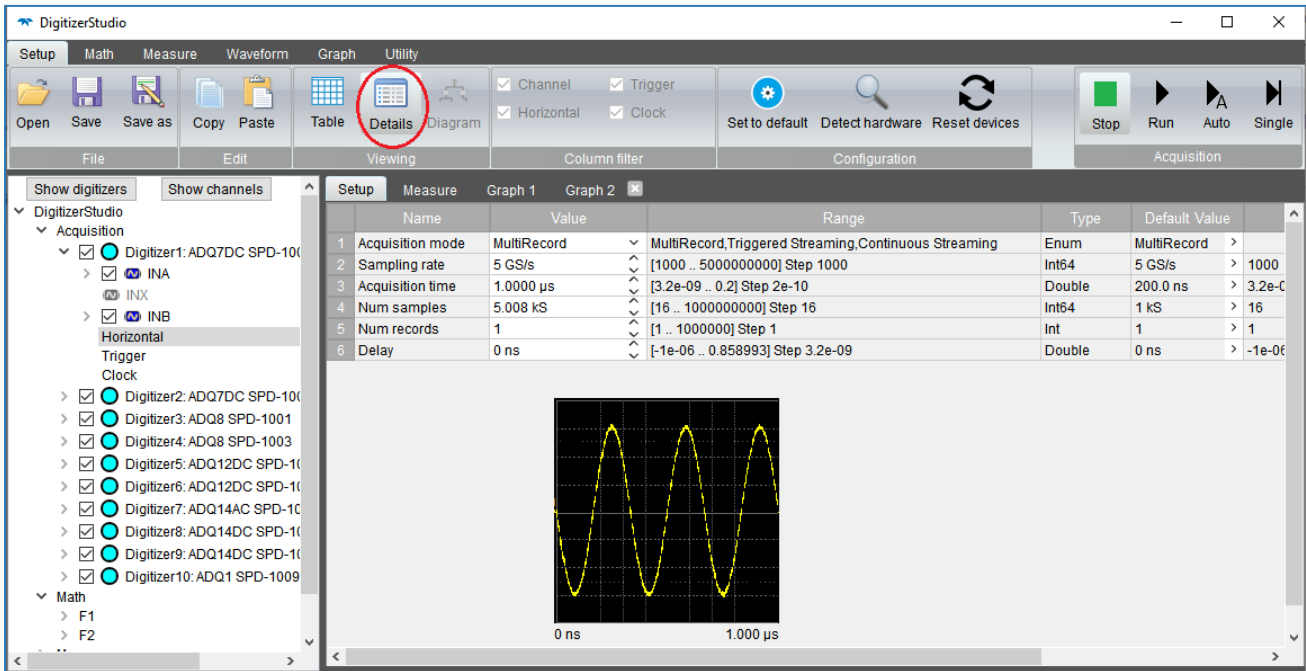 DigitizerStudio
Setup Math Measure Waveform Graph Utility
Channel Trigger
Horizontal Clock
Open Save Save as Copy Paste Table Details Diagram Set to default Detect hardware Reset devices Stop Run Auto Single
File Edit Viewing Column filter Configuration Acquisition
Show digitizers Show channels
DigitizerStudio
Acquisition
Digitizer1: ADQ7DC SPD-100
INA
INX
INB
Horizontal
Trigger
Clock
Digitizer2: ADQ7DC SPD-100
Digitizer3: ADQ8 SPD-1001
Digitizer4: ADQ8 SPD-1003
Digitizer5: ADQ12DC SPD-10
Digitizer6: ADQ12DC SPD-10
Digitizer7: ADQ14AC SPD-10
Digitizer8: ADQ14DC SPD-10
Digitizer9: ADQ14DC SPD-10
Digitizer10: ADQ1 SPD-1009
Math
F1
F2
Setup Measure Graph 1 Graph 2
Name Value Range Type Default Value
1 Acquisition mode MultiRecord MultiRecord,Triggered Streaming,Continuous Streaming Enum MultiRecord
2 Sampling rate 5 GS/s [1000 .. 5000000000] Step 1000 Int64 5 GS/s 1000
3 Acquisition time 1.0000 µs [3.2e-09 .. 0.2] Step 2e-10 Double 200.0 ns 3.2e-0
4 Num samples 5.008 kS [16 .. 1000000000] Step 16 Int64 1 kS 16
5 Num records 1 [1 .. 1000000] Step 1 Int 1 1
6 Delay 0 ns [-1e-06 .. 0.858993] Step 3.2e-09 Double 0 ns -1e-06
0 ns 1.000 µs